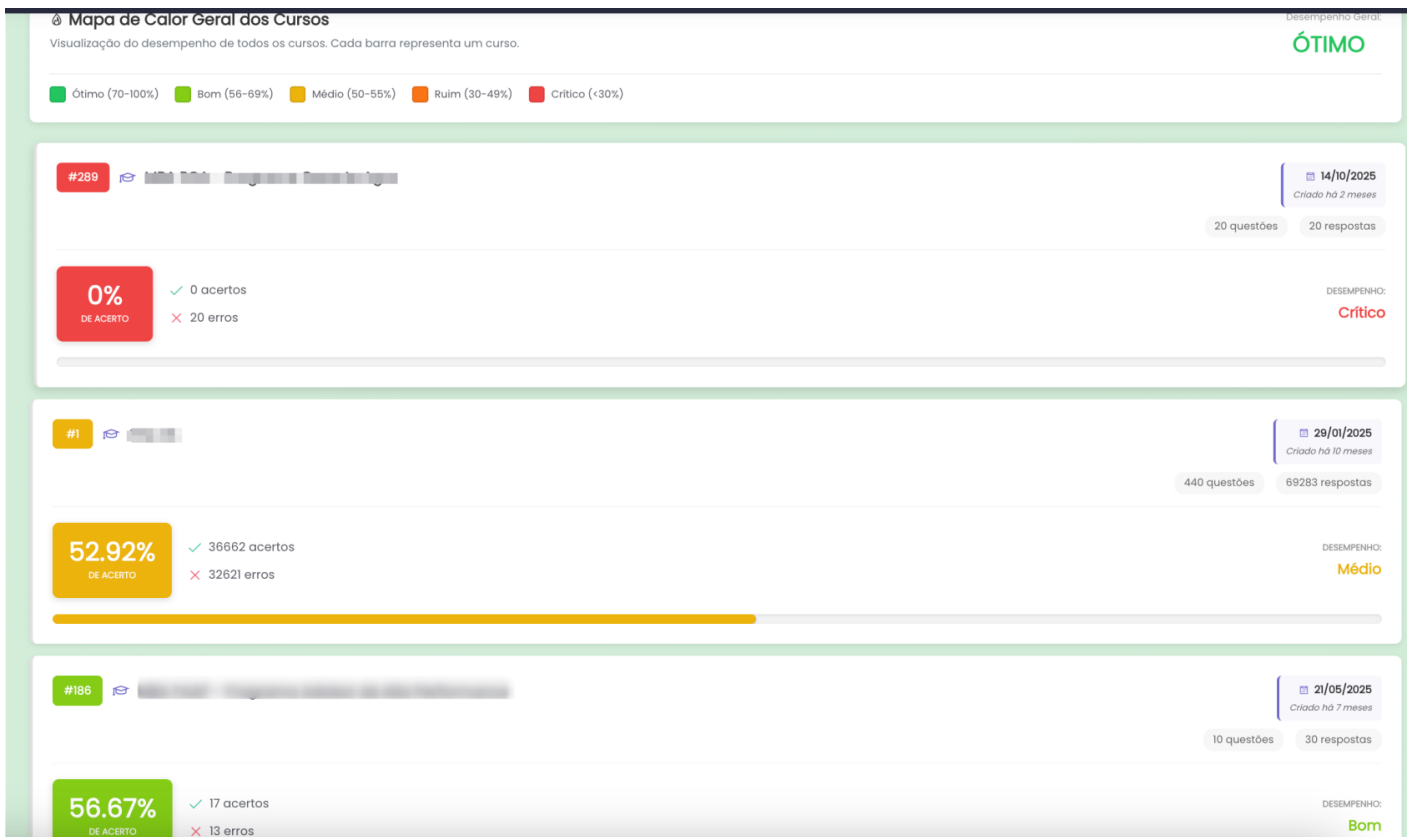 Mapa de Calor Geral dos Cursos
Desempenho Geral:
Visualização do desempenho de todos os cursos. Cada barra representa um curso.
ÓTIMO
Ótimo (70-100%) Bom (56-69%) Médio (50-55%) Ruim (30-49%) Crítico (<30%)
#289
14/10/2025
Criado há 2 meses
20 questões 20 respostas
0%
DE ACERTO
0 acertos
20 erros
DESEMPENHO:
Crítico
#1
29/01/2025
Criado há 10 meses
440 questões 69283 respostas
52.92%
DE ACERTO
36662 acertos
32621 erros
DESEMPENHO:
Médio
#186
21/05/2025
Criado há 7 meses
10 questões 30 respostas
56.67%
DE ACERTO
17 acertos
13 erros
DESEMPENHO:
Bom